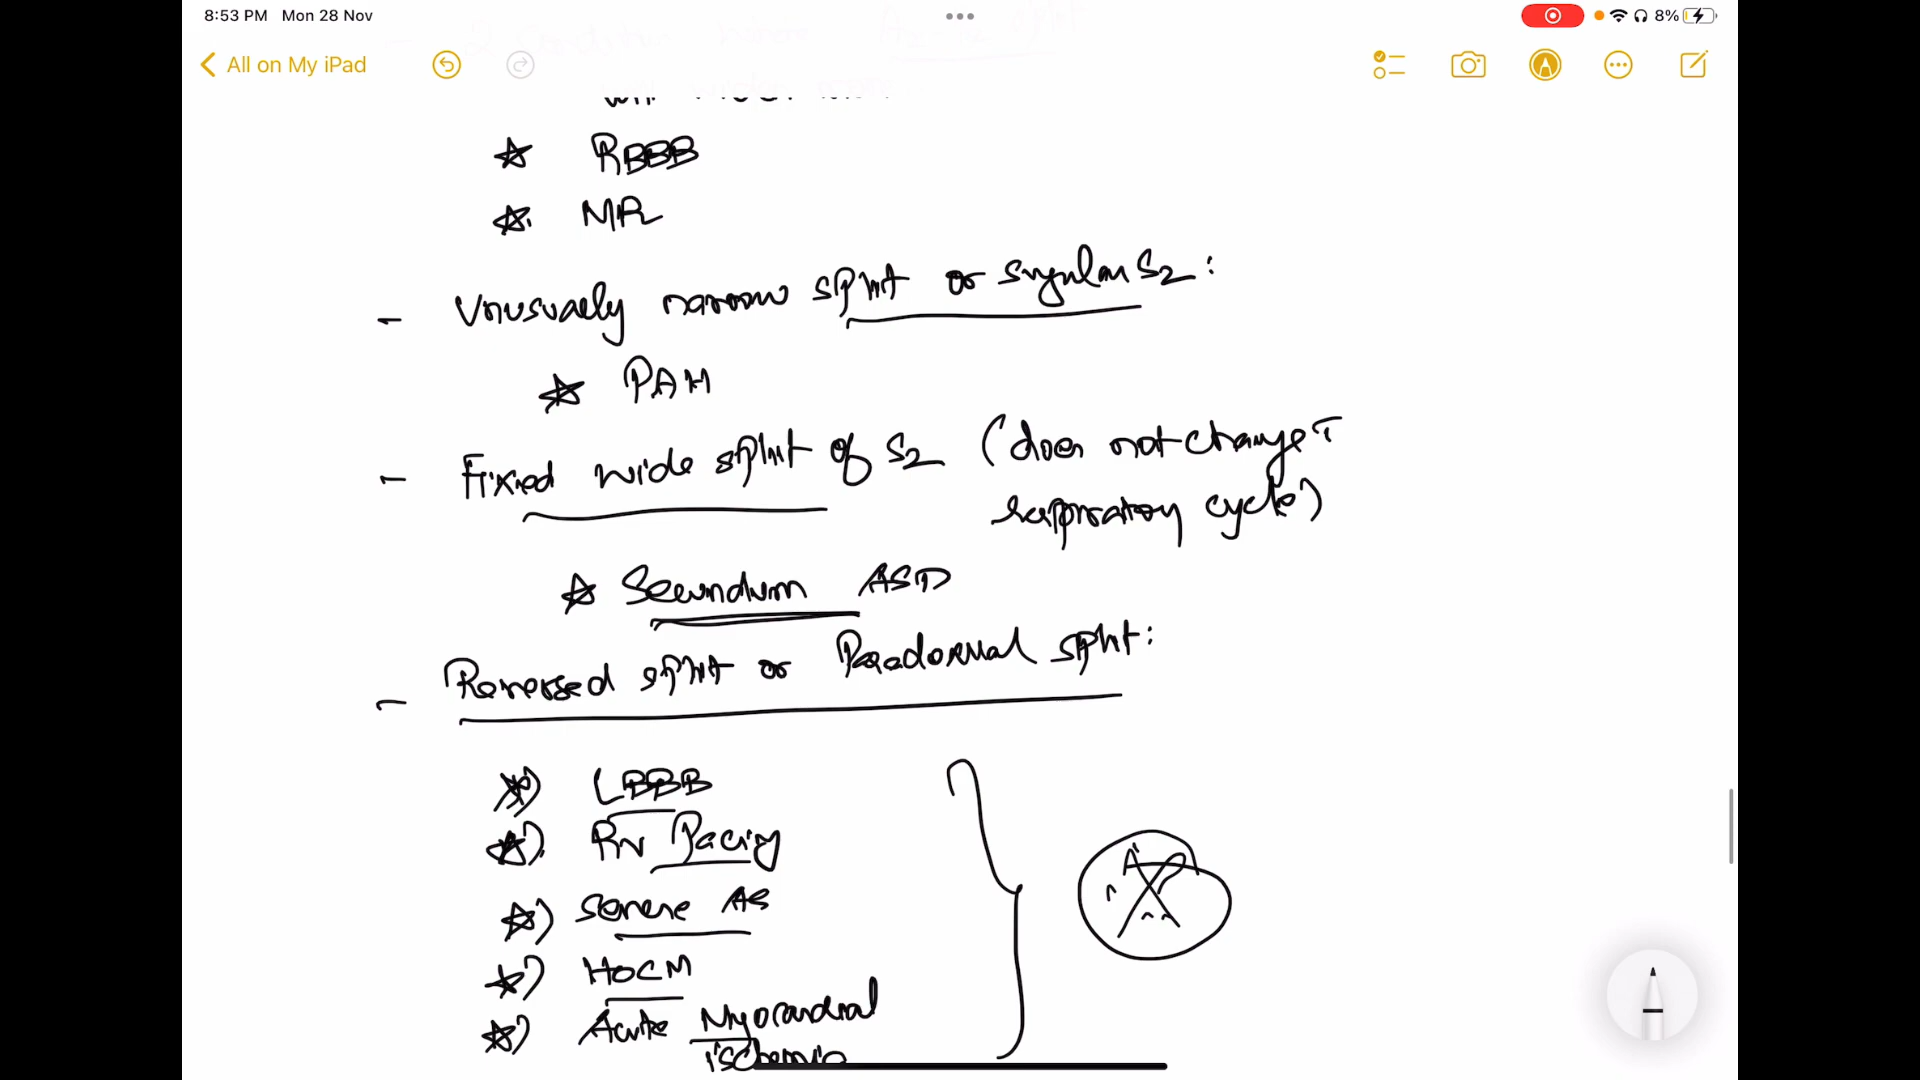 8:53 PM Mon 28 Nov
8%
All on My iPad
RBBB
MR
- Unusually narrow split or singular S2:
PAH
- Fixed wide split of S2 (does not change
respiratory cycle)
Secundum ASD
- Reversed split or Paradoxical split:
LBBB
RV Pacing
Severe AS
HOCM
Acute Myocardial
ischemia